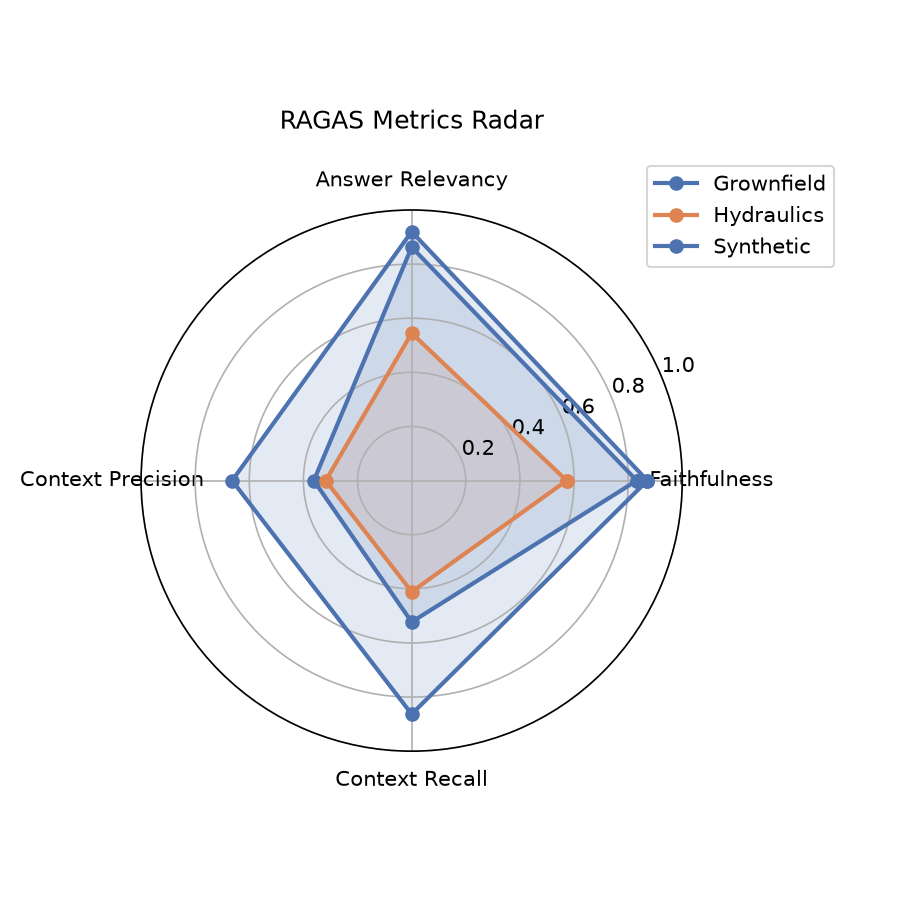 RAGAS Metrics Radar
Answer Relevancy
Grownfield
Hydraulics
Synthetic
1.0
0.8
0.6
0.4
0.2
Context Precision
Faithfulness
Context Recall